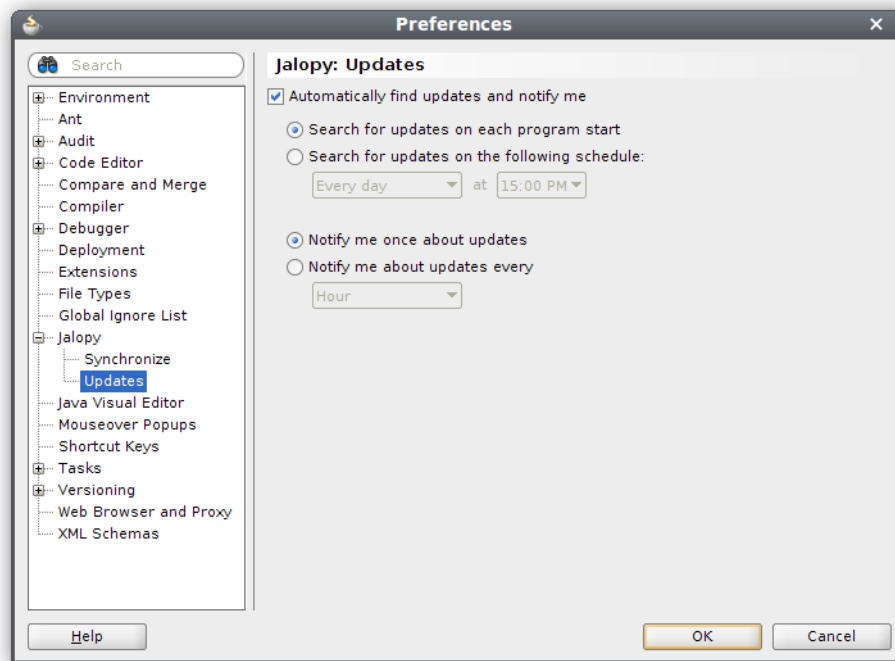 Preferences
Search
Environment
Ant
Audit
Code Editor
Compare and Merge
Compiler
Debugger
Deployment
Extensions
File Types
Global Ignore List
Jalopy
Synchronize
Updates
Java Visual Editor
Mouseover Popups
Shortcut Keys
Tasks
Versioning
Web Browser and Proxy
XML Schemas
Jalopy: Updates
Automatically find updates and notify me
Search for updates on each program start
Search for updates on the following schedule:
Every day at 15:00 PM
Notify me once about updates
Notify me about updates every
Hour
Help OK Cancel